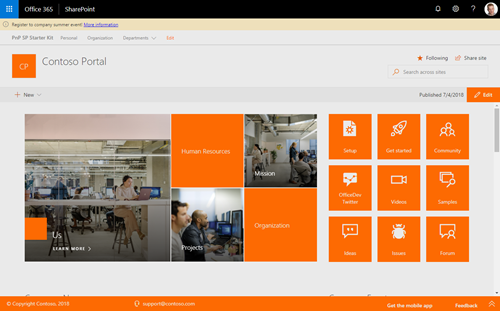 Office 365 SharePoint
Register to company summer event! More information
PnP SP Starter Kit Personal Organization Departments Edit
CP Contoso Portal
Following Share site
Search across sites
+ New Published 7/4/2018 Edit
Human Resources
Mission
Us
LEARN MORE >
Projects
Organization
Setup Get started Community
OfficeDev
Twitter
Videos Samples
Ideas Issues Forum
© Copyright Contoso, 2018 support@contoso.com Get the mobile app Feedback